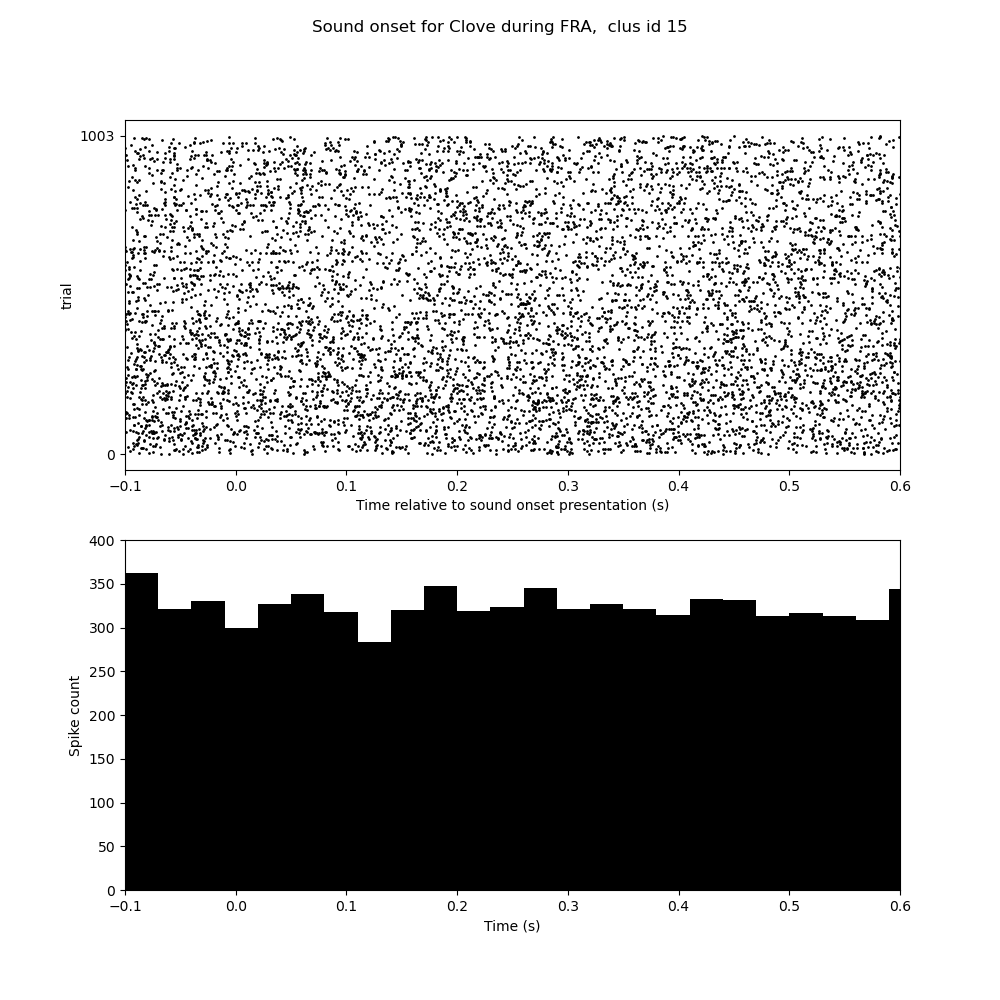 Sound onset for Clove during FRA,  clus id 15
1003
trial
0
−0.1 0.0 0.1 0.2 0.3 0.4 0.5 0.6
Time relative to sound onset presentation (s)
400
350
300
250
200
150
100
50
0
Spike count
−0.1 0.0 0.1 0.2 0.3 0.4 0.5 0.6
Time (s)